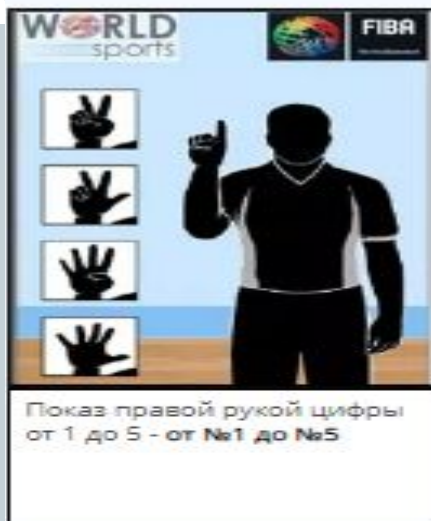 WORLD
sports
FIBA
Показ правой рукой цифры
от 1 до 5 - от №1 до №5